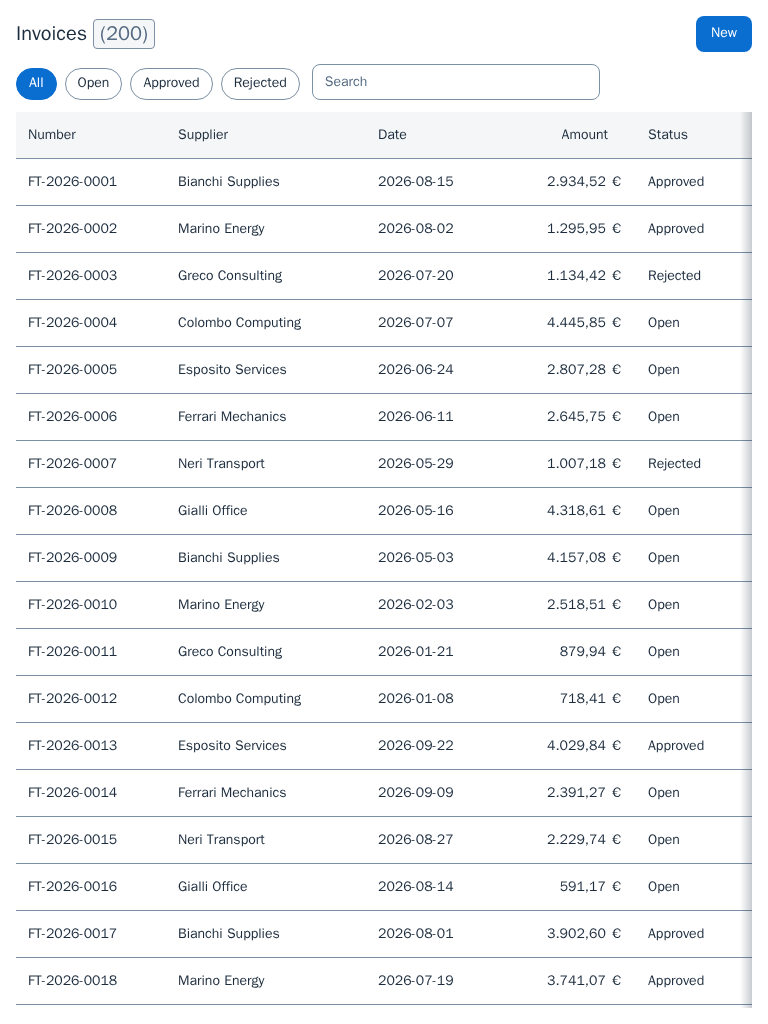 Invoices (200) New
All Open Approved Rejected Search
Number Supplier Date Amount Status
FT-2026-0001 Bianchi Supplies 2026-08-15 2.934,52 € Approved
FT-2026-0002 Marino Energy 2026-08-02 1.295,95 € Approved
FT-2026-0003 Greco Consulting 2026-07-20 1.134,42 € Rejected
FT-2026-0004 Colombo Computing 2026-07-07 4.445,85 € Open
FT-2026-0005 Esposito Services 2026-06-24 2.807,28 € Open
FT-2026-0006 Ferrari Mechanics 2026-06-11 2.645,75 € Open
FT-2026-0007 Neri Transport 2026-05-29 1.007,18 € Rejected
FT-2026-0008 Gialli Office 2026-05-16 4.318,61 € Open
FT-2026-0009 Bianchi Supplies 2026-05-03 4.157,08 € Open
FT-2026-0010 Marino Energy 2026-02-03 2.518,51 € Open
FT-2026-0011 Greco Consulting 2026-01-21 879,94 € Open
FT-2026-0012 Colombo Computing 2026-01-08 718,41 € Open
FT-2026-0013 Esposito Services 2026-09-22 4.029,84 € Approved
FT-2026-0014 Ferrari Mechanics 2026-09-09 2.391,27 € Open
FT-2026-0015 Neri Transport 2026-08-27 2.229,74 € Open
FT-2026-0016 Gialli Office 2026-08-14 591,17 € Open
FT-2026-0017 Bianchi Supplies 2026-08-01 3.902,60 € Approved
FT-2026-0018 Marino Energy 2026-07-19 3.741,07 € Approved